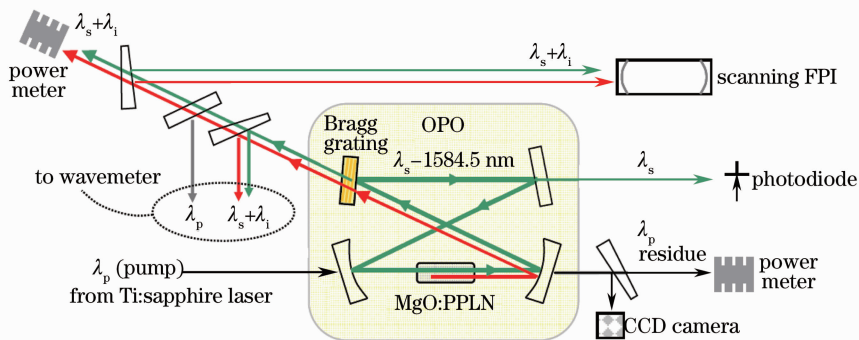 λs+λi
power
meter
λs+λi
scanning FPI
Bragg
grating
OPO
λs−1584.5 nm
λs
photodiode
to wavemeter
λp
λs+λi
λp (pump)
from Ti:sapphire laser
MgO:PPLN
λp
residue
power
meter
CCD camera